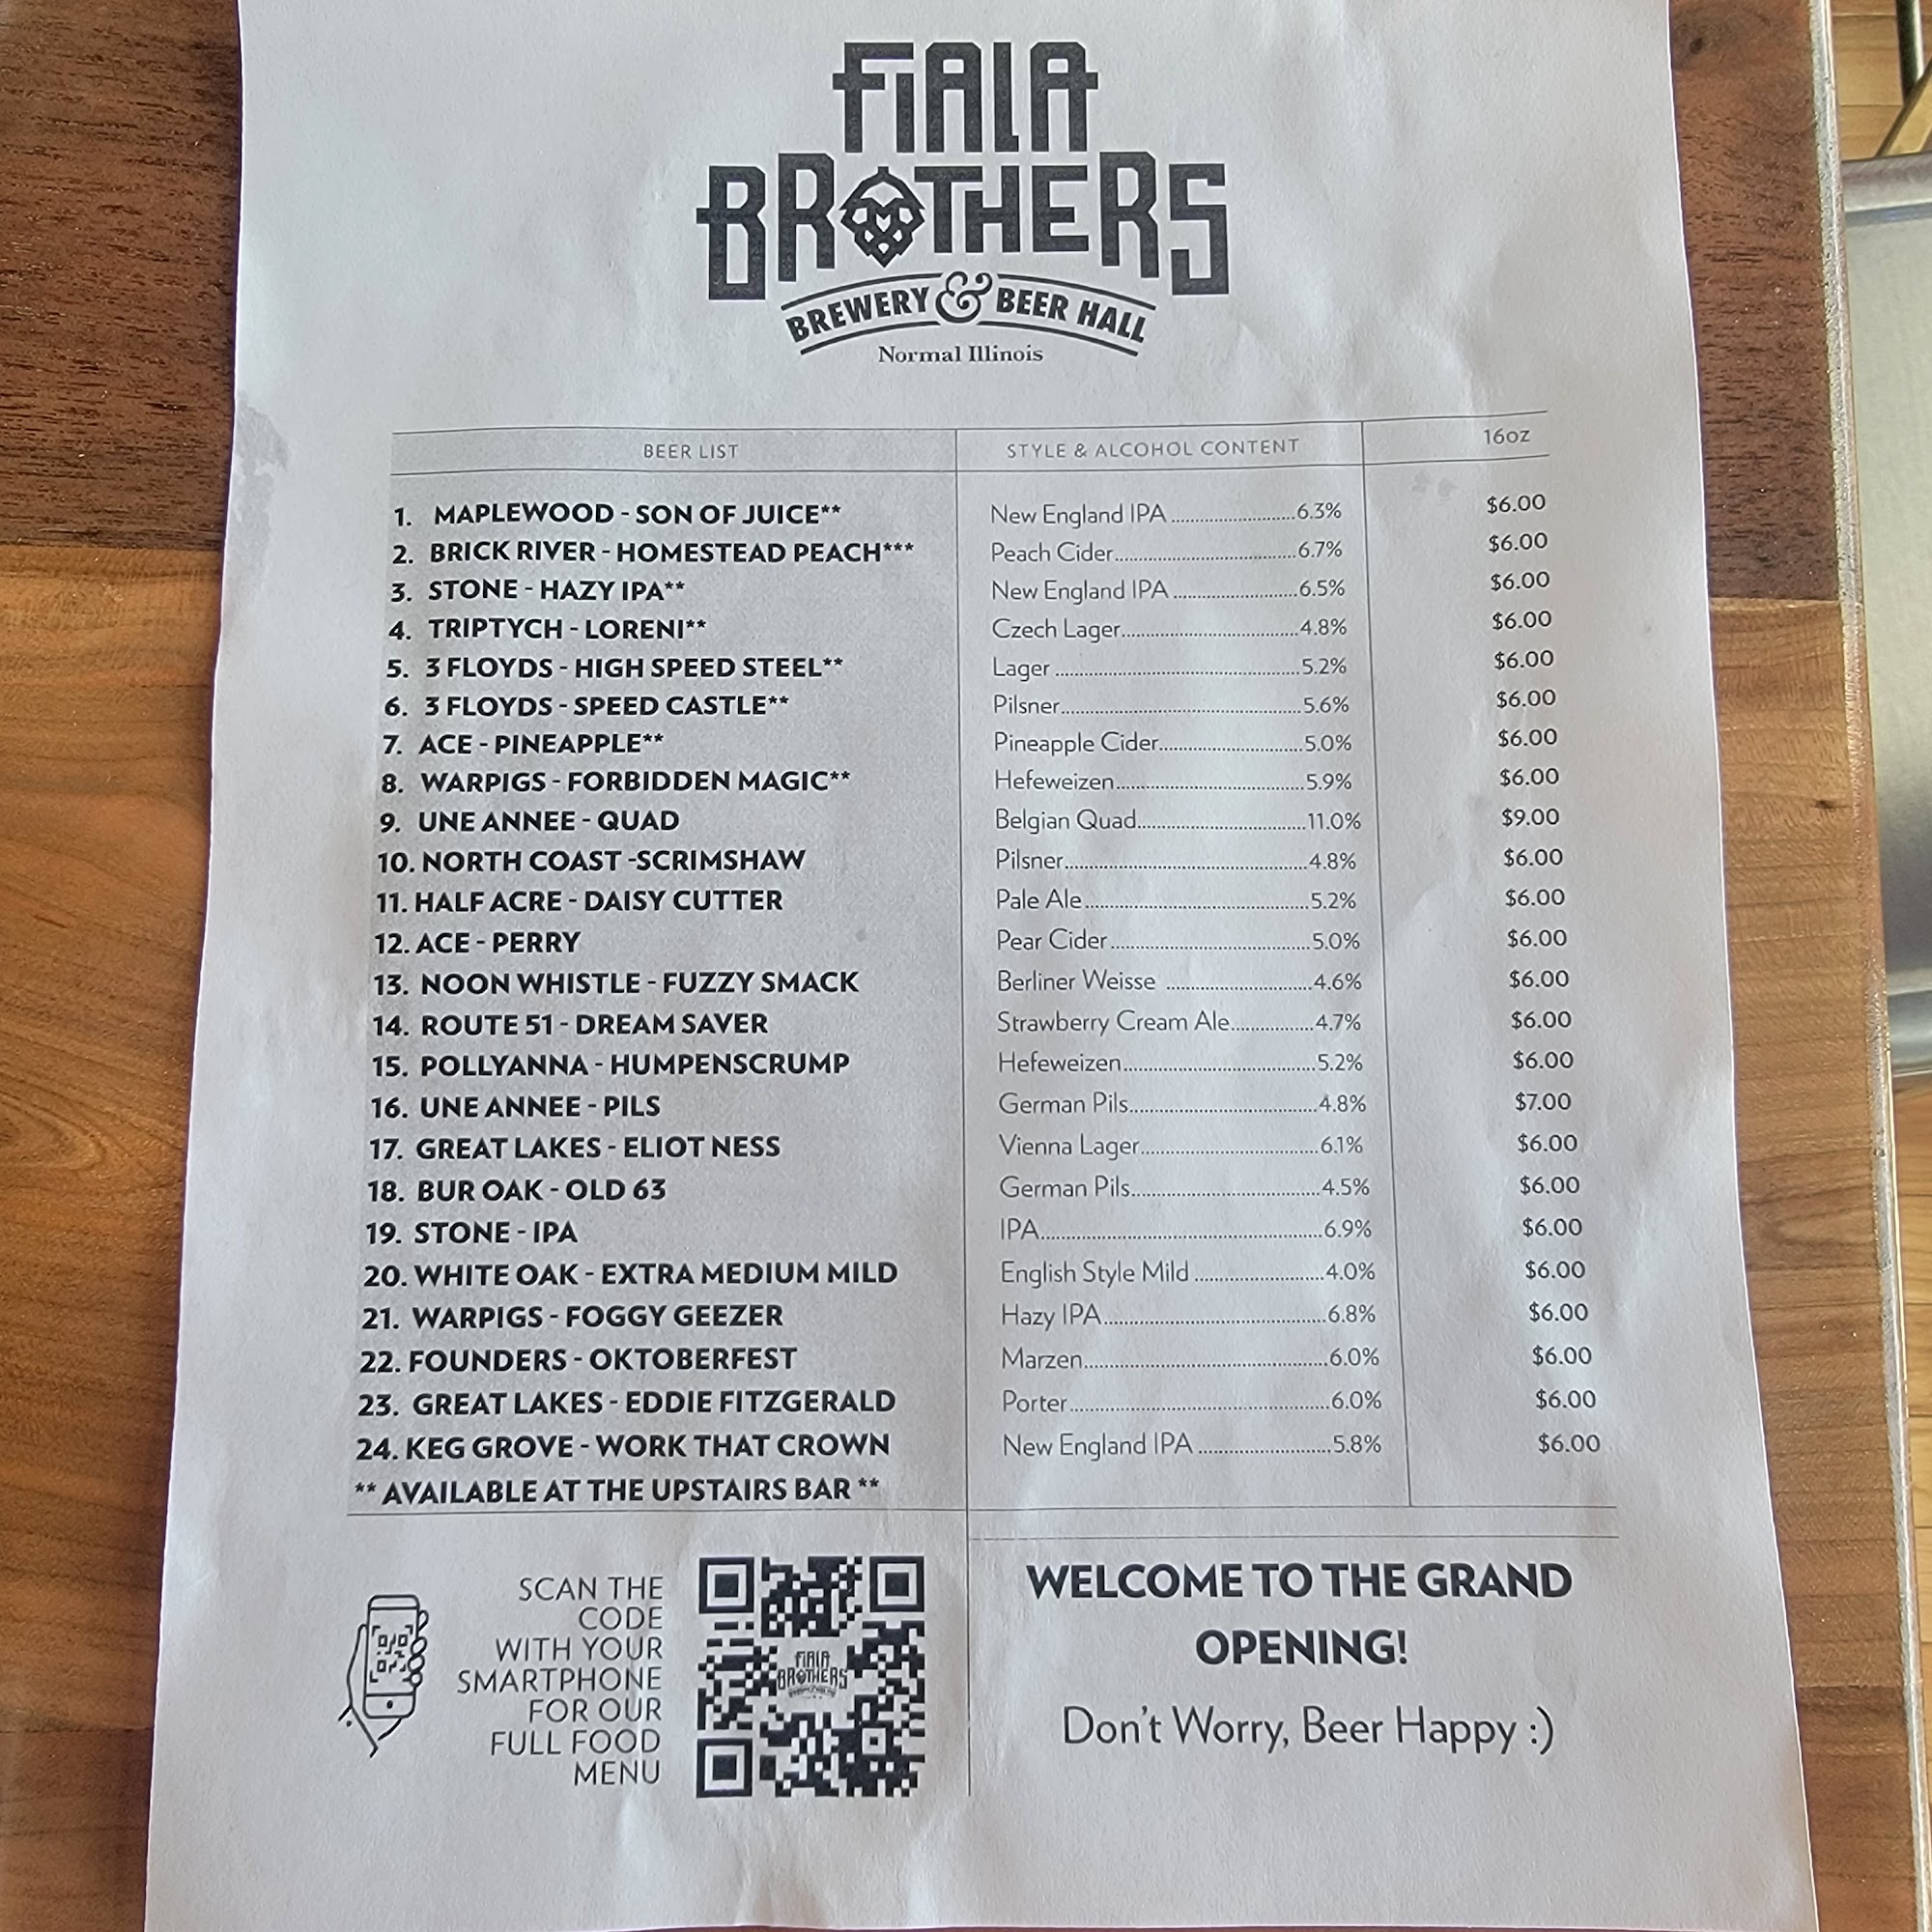 FIALA
BROTHERS
BREWERY & BEER HALL
Normal Illinois
BEER LIST STYLE & ALCOHOL CONTENT 16oz
1. MAPLEWOOD - SON OF JUICE** New England IPA ........................ 6.3% $6.00
2. BRICK RIVER - HOMESTEAD PEACH*** Peach Cider........................ 6.7% $6.00
3. STONE - HAZY IPA** New England IPA ........................ 6.5% $6.00
4. TRIPTYCH - LORENI** Czech Lager........................ 4.8% $6.00
5. 3 FLOYDS - HIGH SPEED STEEL** Lager ........................ 5.2% $6.00
6. 3 FLOYDS - SPEED CASTLE** Pilsner........................ 5.6% $6.00
7. ACE - PINEAPPLE** Pineapple Cider........................ 5.0% $6.00
8. WARPIGS - FORBIDDEN MAGIC** Hefeweizen........................ 5.9% $6.00
9. UNE ANNEE - QUAD Belgian Quad........................ 11.0% $9.00
10. NORTH COAST -SCRIMSHAW Pilsner........................ 4.8% $6.00
11. HALF ACRE - DAISY CUTTER Pale Ale ........................ 5.2% $6.00
12. ACE - PERRY Pear Cider ........................ 5.0% $6.00
13. NOON WHISTLE - FUZZY SMACK Berliner Weisse ........................ 4.6% $6.00
14. ROUTE 51 - DREAM SAVER Strawberry Cream Ale................ 4.7% $6.00
15. POLLYANNA - HUMPENSCRUMP Hefeweizen........................ 5.2% $6.00
16. UNE ANNEE - PILS German Pils........................ 4.8% $7.00
17. GREAT LAKES - ELIOT NESS Vienna Lager........................ 6.1% $6.00
18. BUR OAK - OLD 63 German Pils........................ 4.5% $6.00
19. STONE - IPA IPA........................ 6.9% $6.00
20. WHITE OAK - EXTRA MEDIUM MILD English Style Mild ........................ 4.0% $6.00
21. WARPIGS - FOGGY GEEZER Hazy IPA........................ 6.8% $6.00
22. FOUNDERS - OKTOBERFEST Marzen........................ 6.0% $6.00
23. GREAT LAKES - EDDIE FITZGERALD Porter........................ 6.0% $6.00
24. KEG GROVE - WORK THAT CROWN New England IPA ........................ 5.8% $6.00
** AVAILABLE AT THE UPSTAIRS BAR **
SCAN THE
CODE
WITH YOUR
SMARTPHONE
FOR OUR
FULL FOOD
MENU
FIALA
BROTHERS
WELCOME TO THE GRAND
OPENING!
Don't Worry, Beer Happy :)